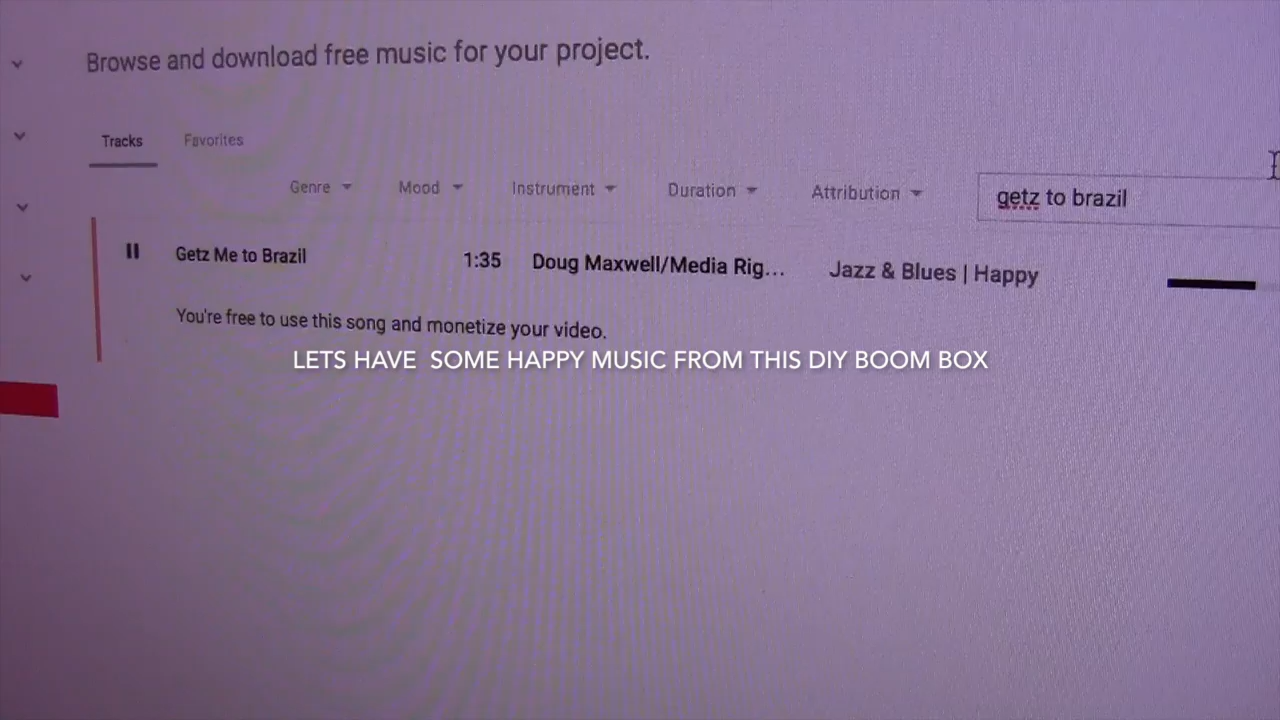 Browse and download free music for your project.
Tracks Favorites
Genre Mood Instrument Duration Attribution getz to brazil
Getz Me to Brazil 1:35 Doug Maxwell/Media Rig... Jazz & Blues | Happy
You're free to use this song and monetize your video.
LETS HAVE SOME HAPPY MUSIC FROM THIS DIY BOOM BOX